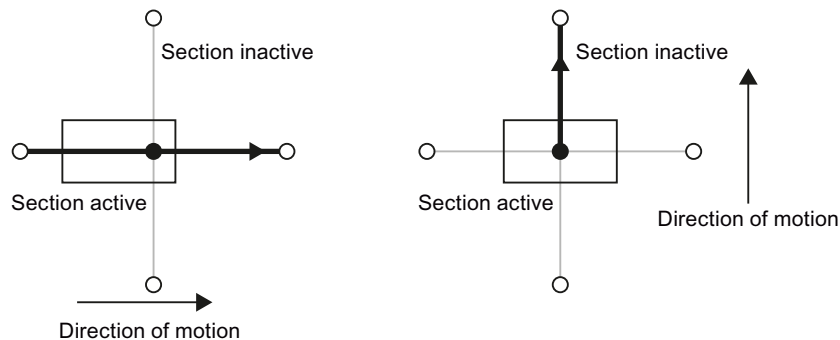 Section inactive
Section active
Direction of motion
Section inactive
Section active
Direction of motion